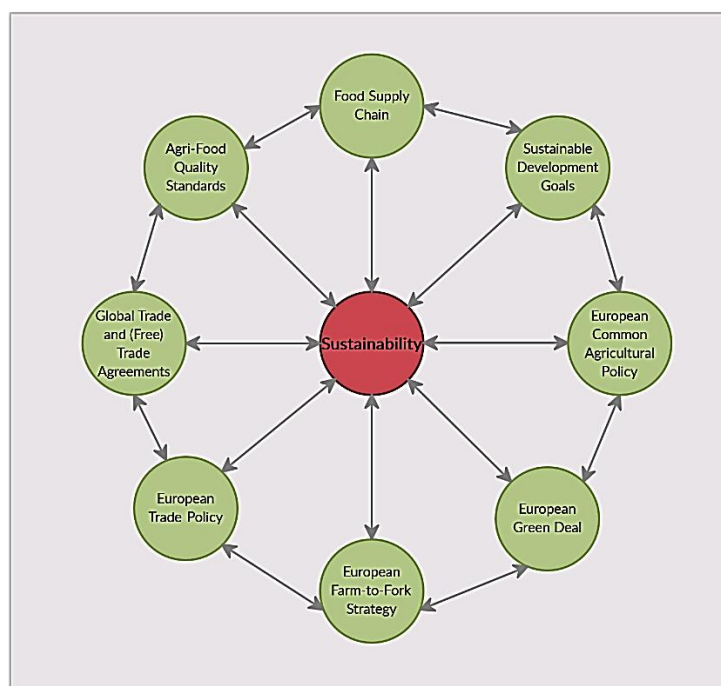 Food Supply
Chain
Sustainable
Development
Goals
European
Common
Agricultural
Policy
European
Green Deal
European
Farm-to-Fork
Strategy
European
Trade Policy
Global Trade
and (Free)
Trade
Agreements
Agri-Food
Quality
Standards
Sustainability